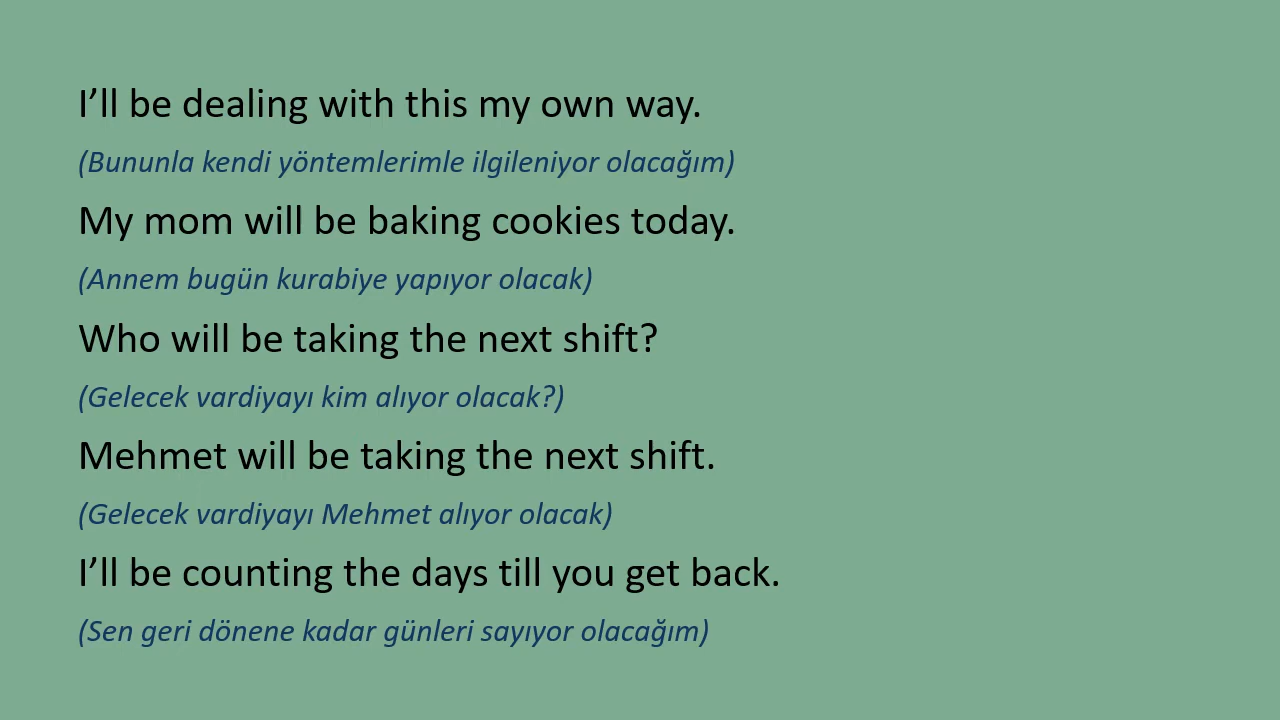 I’ll be dealing with this my own way.
(Bununla kendi yöntemlerimle ilgileniyor olacağım)
My mom will be baking cookies today.
(Annem bugün kurabiye yapıyor olacak)
Who will be taking the next shift?
(Gelecek vardiyayı kim alıyor olacak?)
Mehmet will be taking the next shift.
(Gelecek vardiyayı Mehmet alıyor olacak)
I’ll be counting the days till you get back.
(Sen geri dönene kadar günleri sayıyor olacağım)